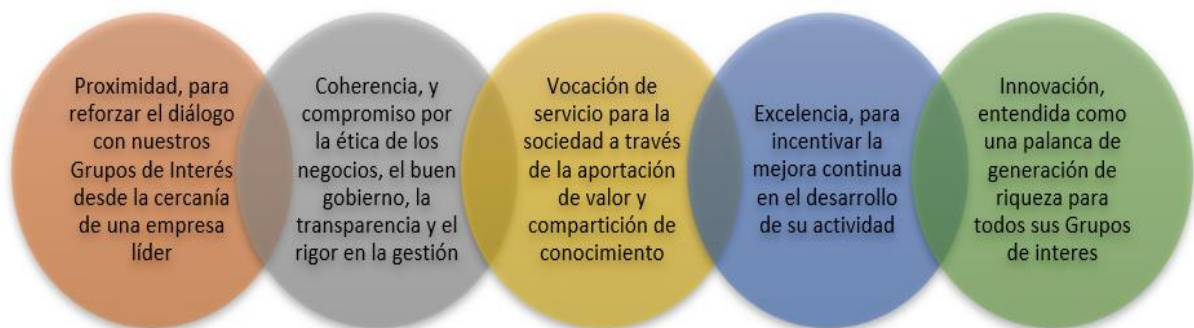 Proximidad, para
reforzar el diálogo
con nuestros
Grupos de Interés
desde la cercanía
de una empresa
líder
Coherencia, y
compromiso por
la ética de los
negocios, el buen
gobierno, la
transparencia y el
rigor en la gestión
Vocación de
servicio para la
sociedad a través
de la aportación
de valor y
compartición de
conocimiento
Excelencia, para
incentivar la
mejora continua
en el desarrollo
de su actividad
Innovación,
entendida como
una palanca de
generación de
riqueza para
todos sus Grupos
de interes